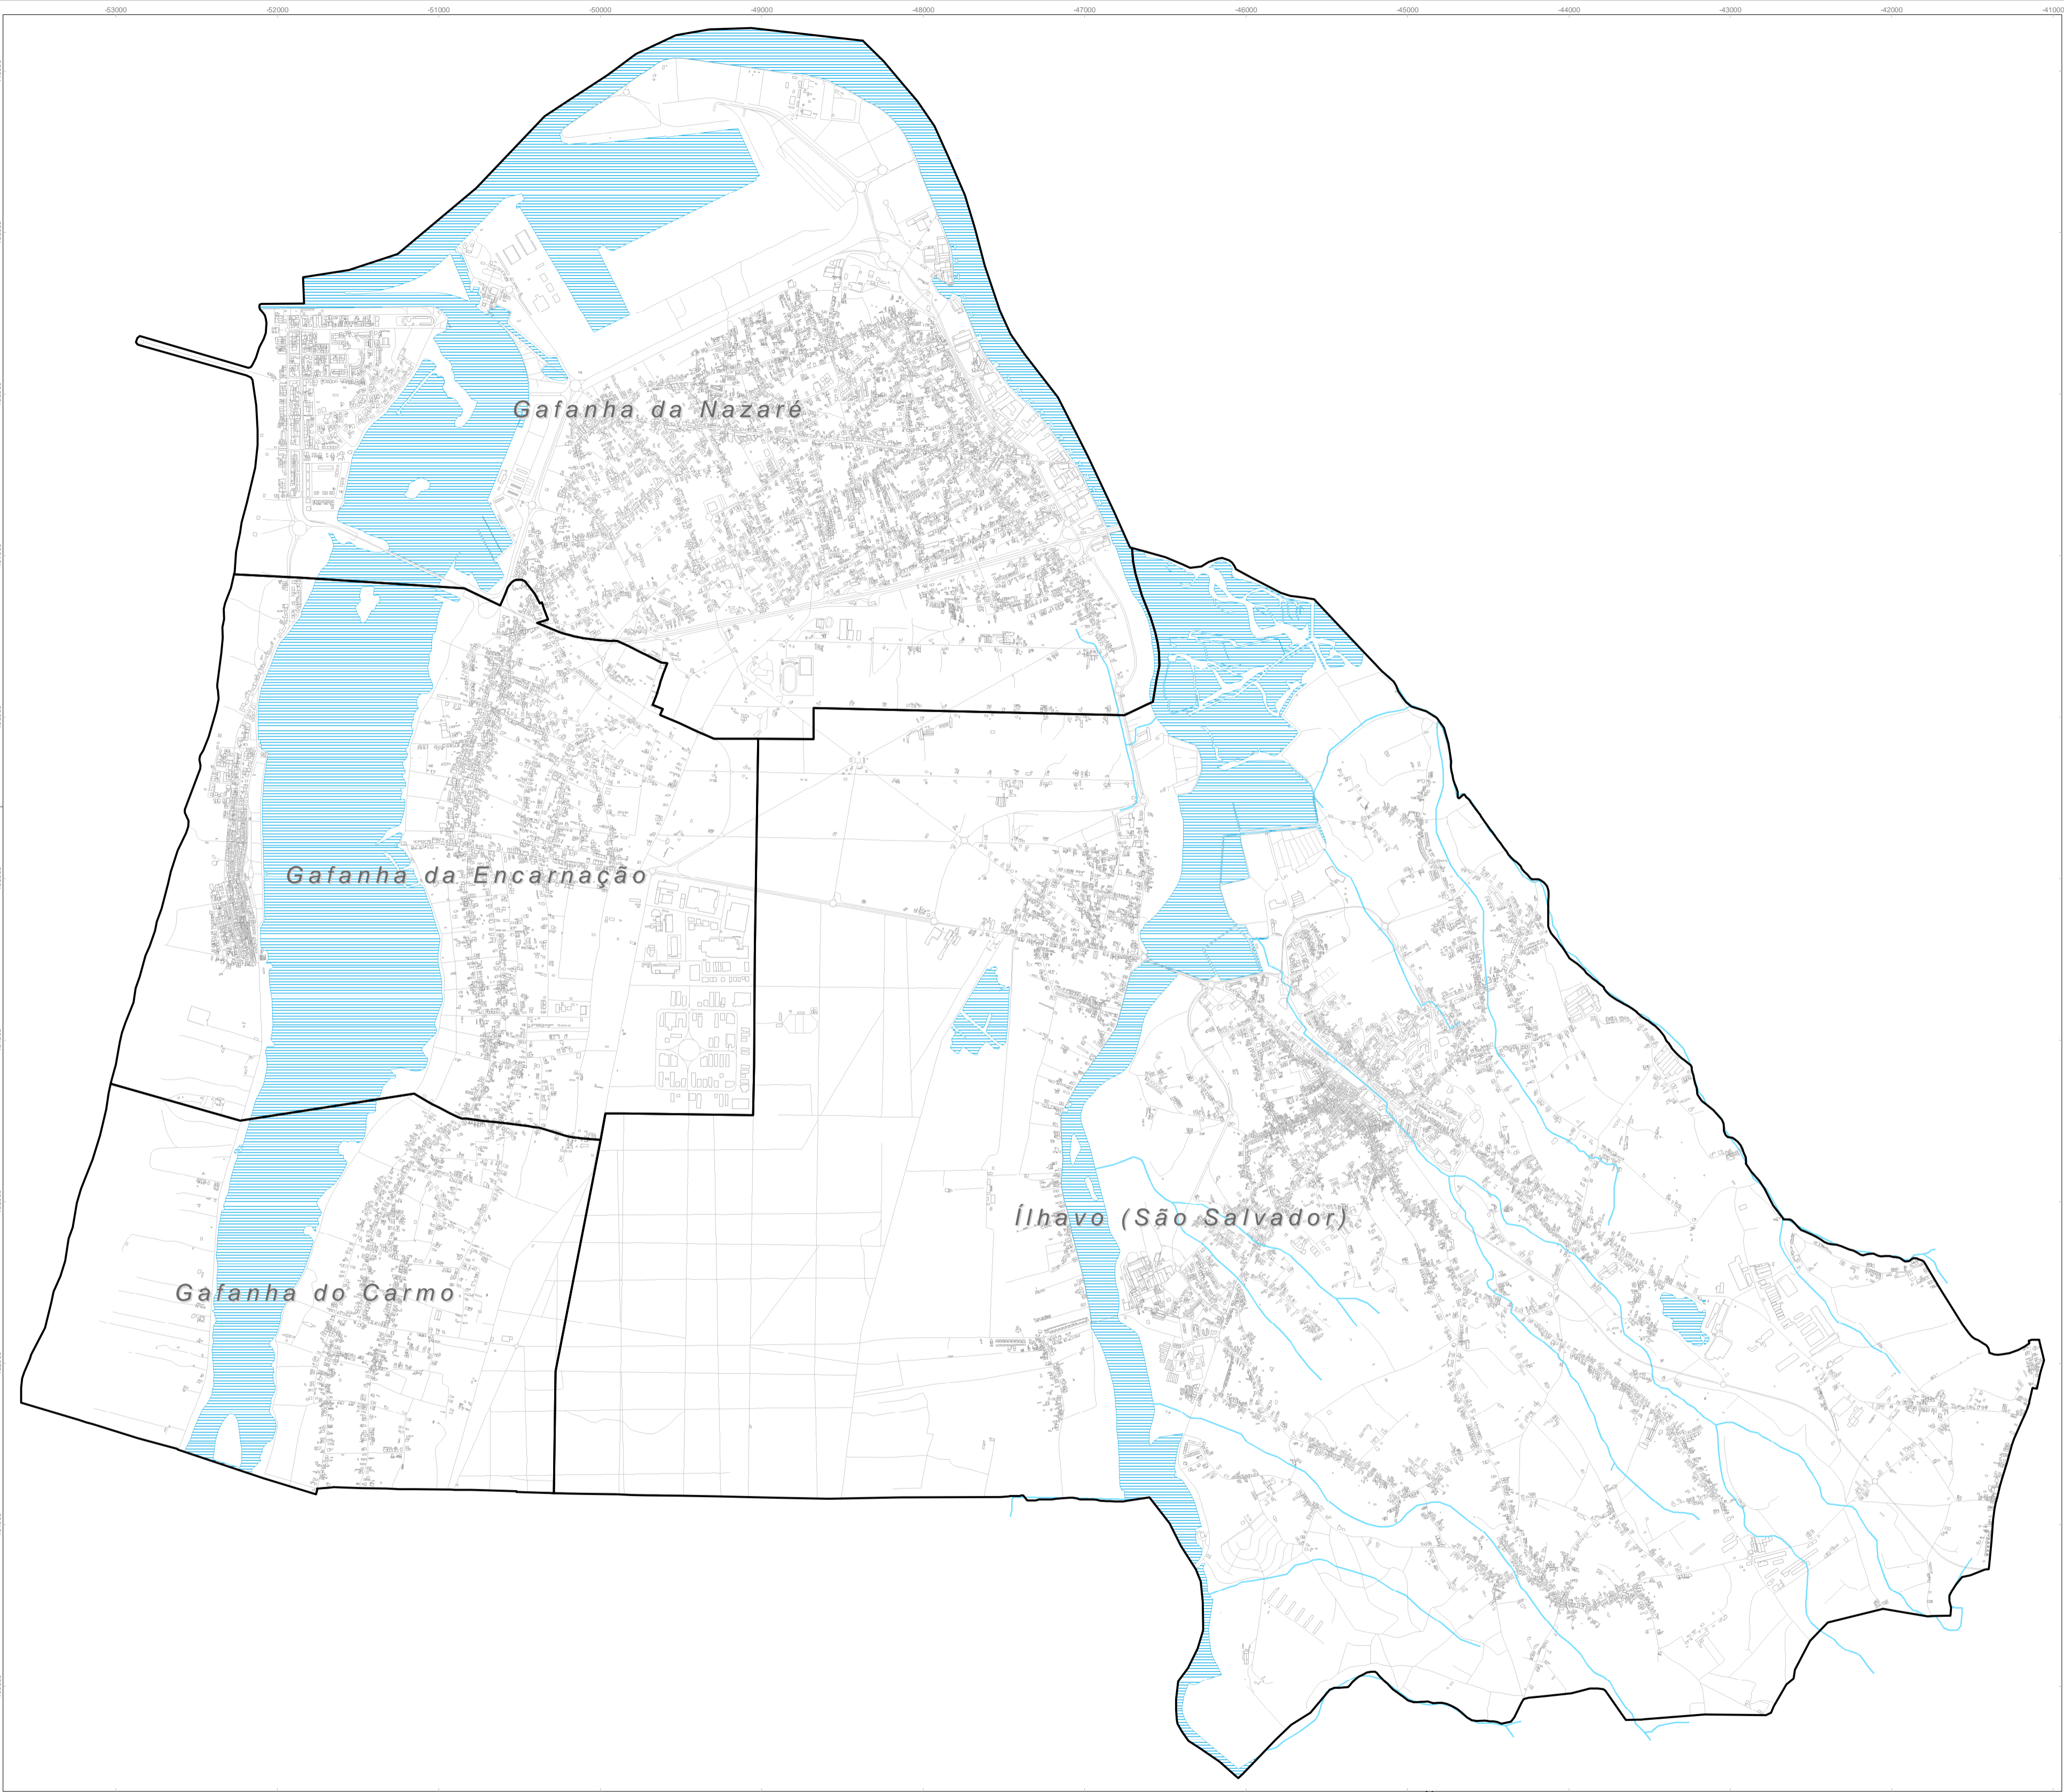 -53000 -52000 -51000 -50000 -49000 -48000 -47000 -46000 -45000 -44000 -43000 -42000 -41000
Gafanha da Nazaré
Gafanha da Encarnação
Ílhavo (São Salvador)
Gafanha do Carmo